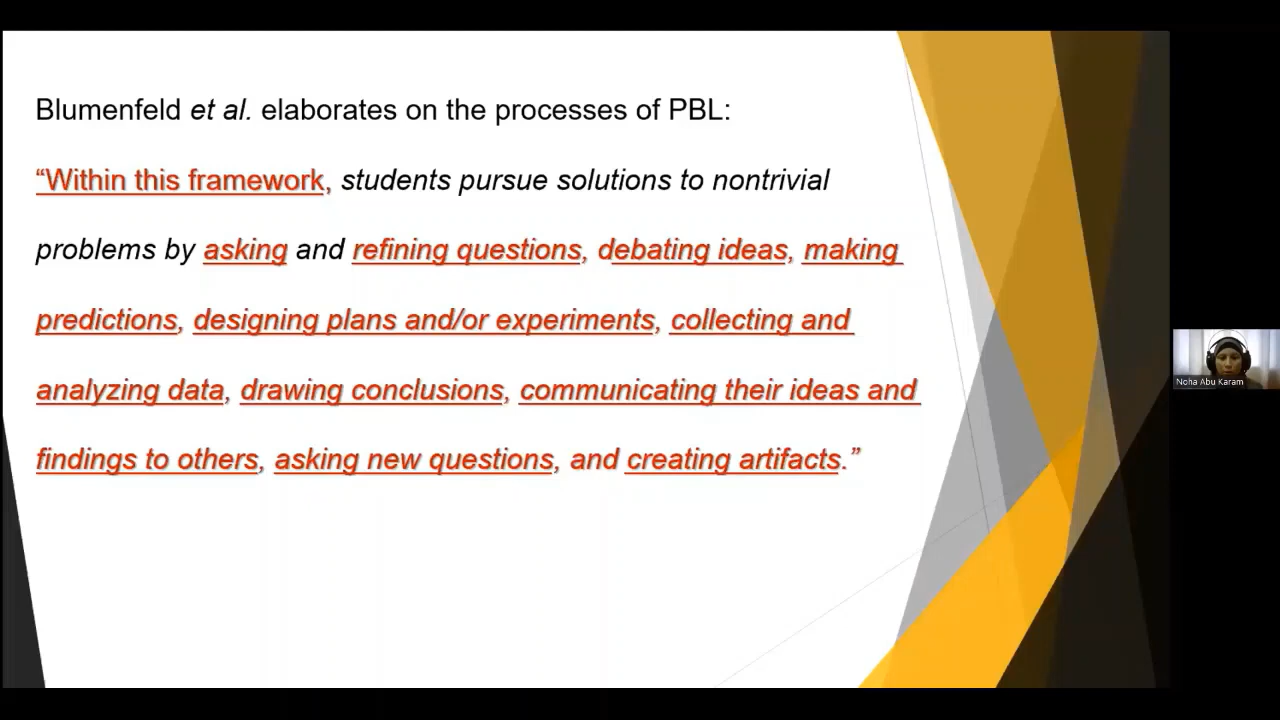 Blumenfeld et al. elaborates on the processes of PBL:
“Within this framework, students pursue solutions to nontrivial
problems by asking and refining questions, debating ideas, making
predictions, designing plans and/or experiments, collecting and
analyzing data, drawing conclusions, communicating their ideas and
findings to others, asking new questions, and creating artifacts.”
Noha Abu Karam